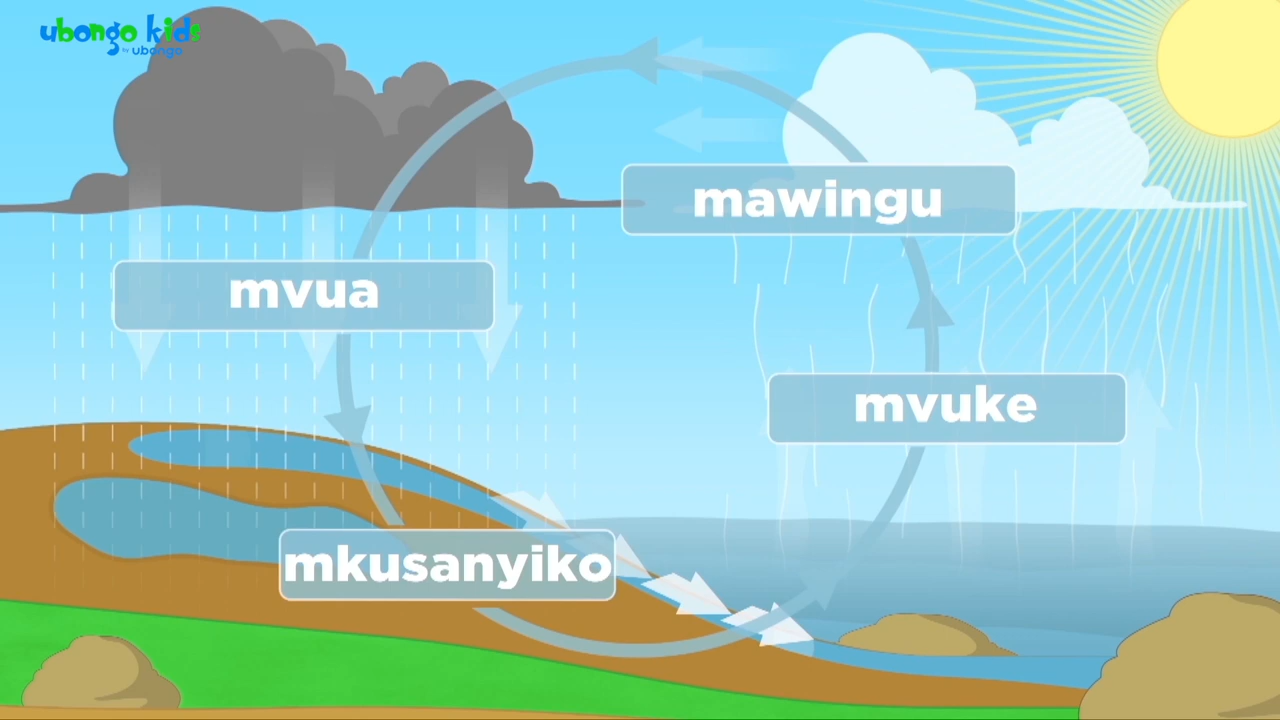 ubongo kids
by ubongo
mawingu
mvua
mvuke
mkusanyiko